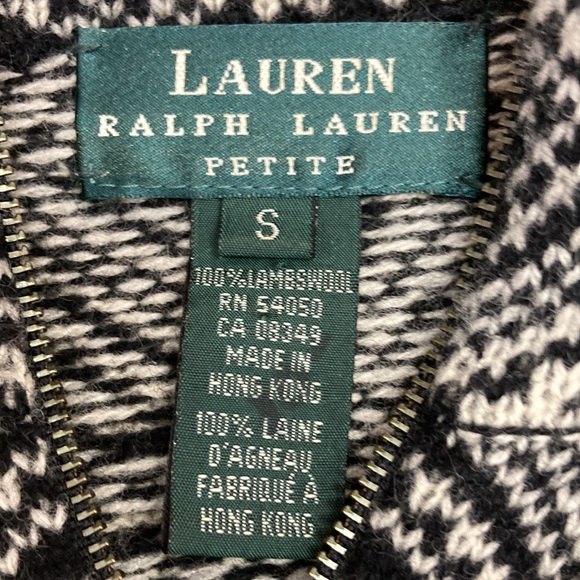 LAUREN
RALPH LAUREN
PETITE
S
100%LAMBSWOOL
RN 54050
CA 08349
MADE IN
HONG KONG
100% LAINE
D'AGNEAU
FABRIQUÉ À
HONG KONG